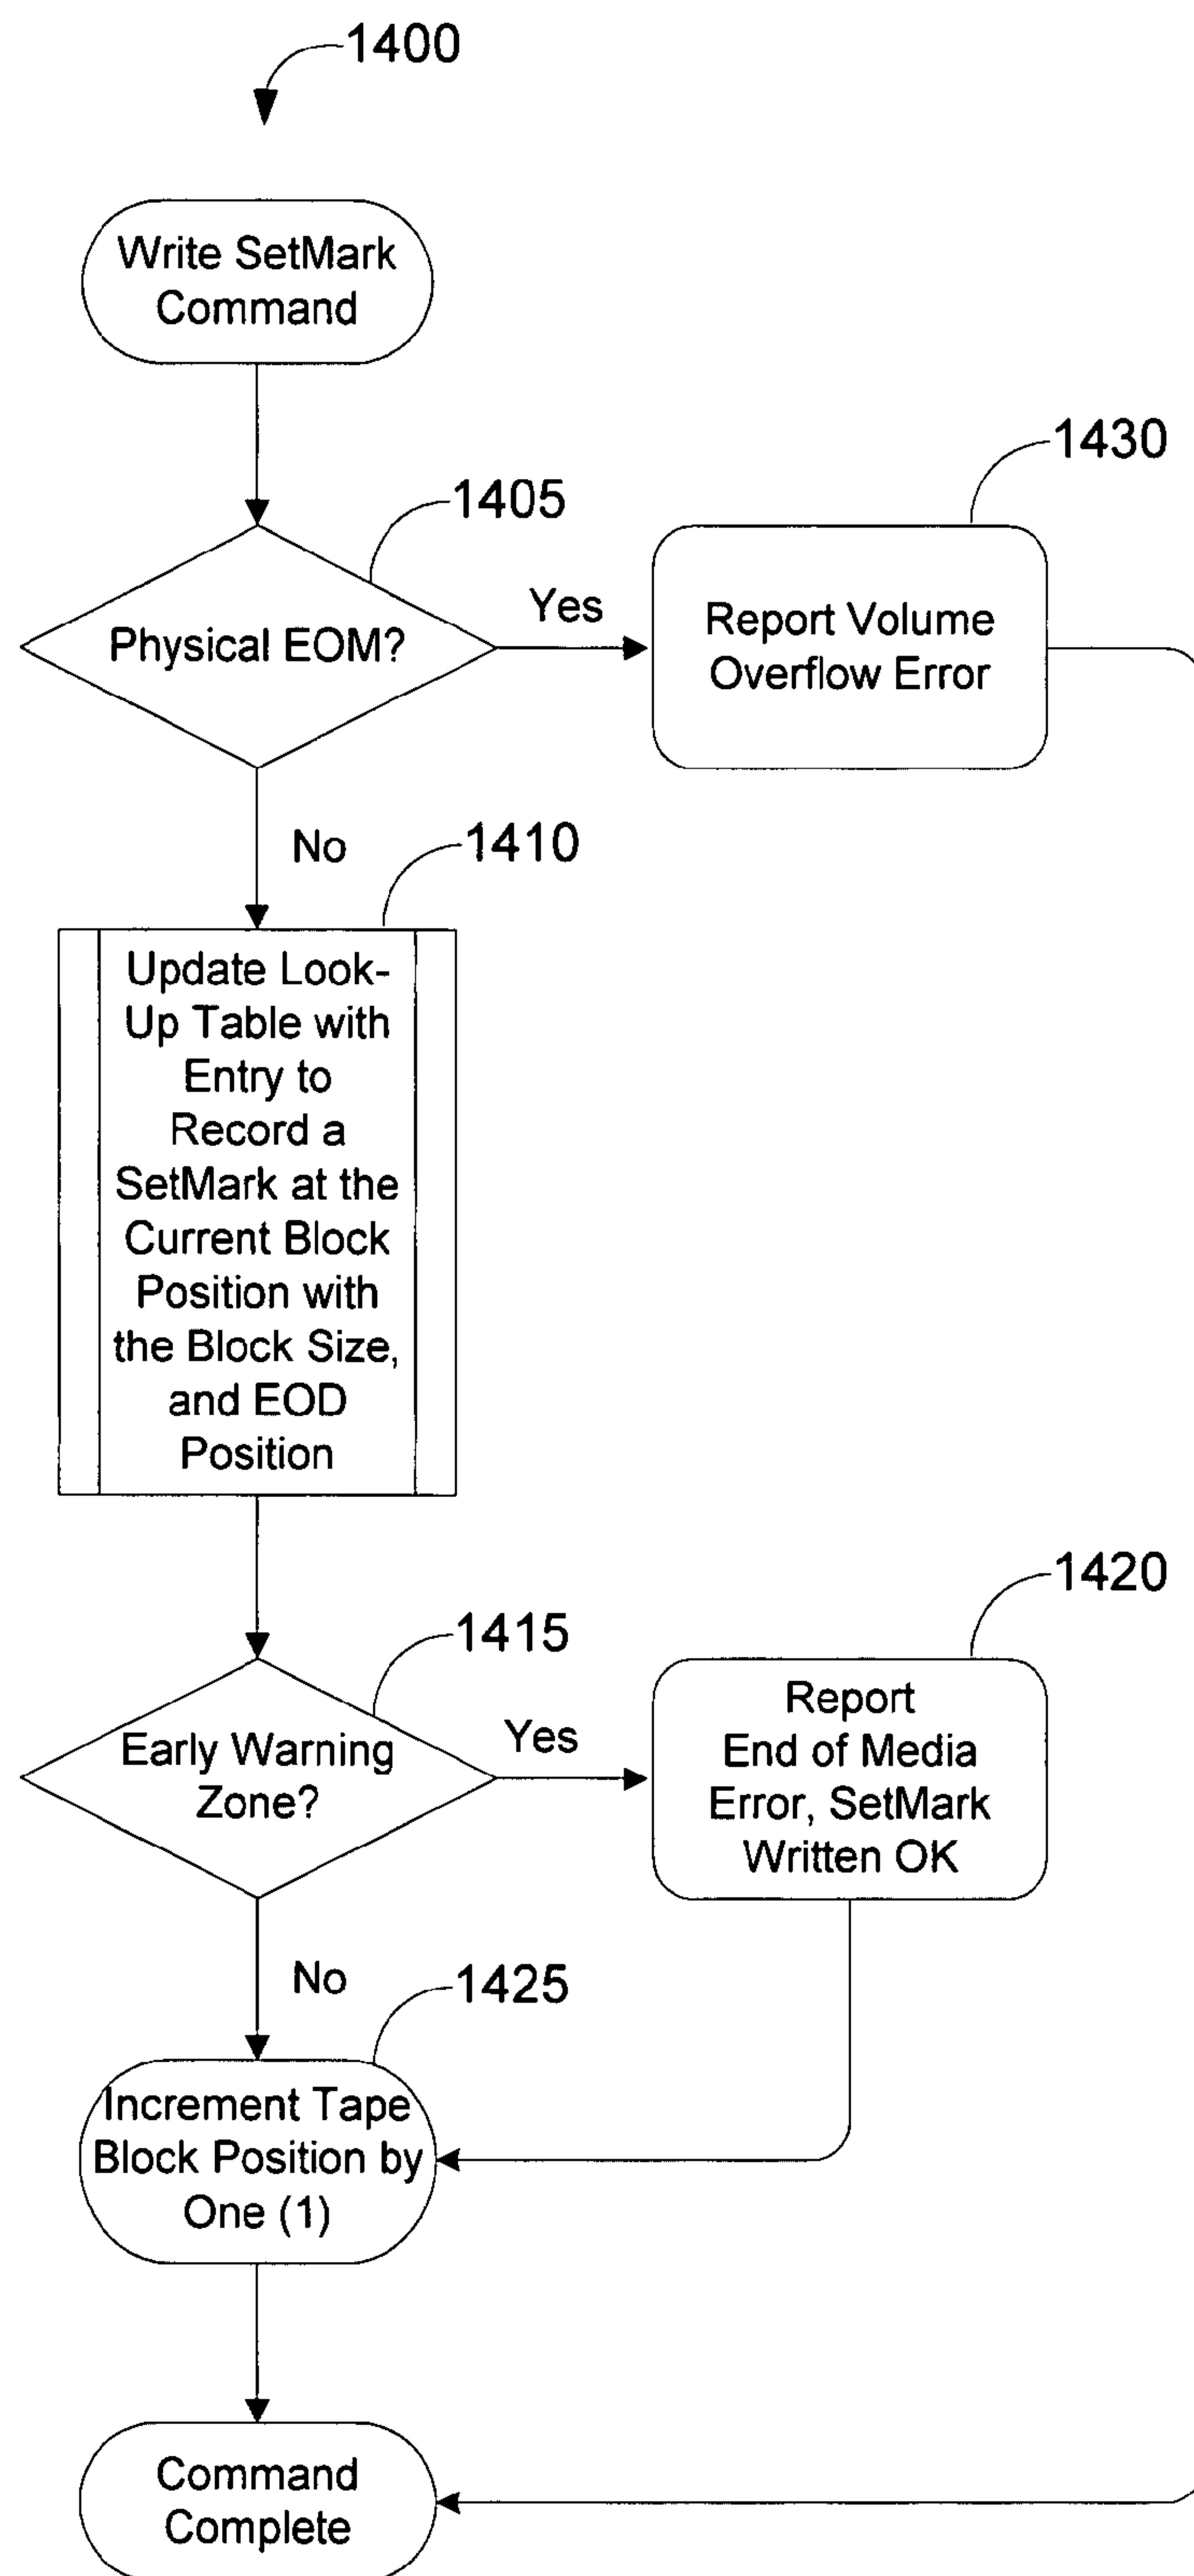 1400
Write SetMark
Command
1405
Physical EOM?
Yes
1430
Report Volume
Overflow Error
No
1410
Update Look-
Up Table with
Entry to
Record a
SetMark at the
Current Block
Position with
the Block Size,
and EOD
Position
1415
Early Warning
Zone?
Yes
1420
Report
End of Media
Error, SetMark
Written OK
No
1425
Increment Tape
Block Position by
One (1)
Command
Complete